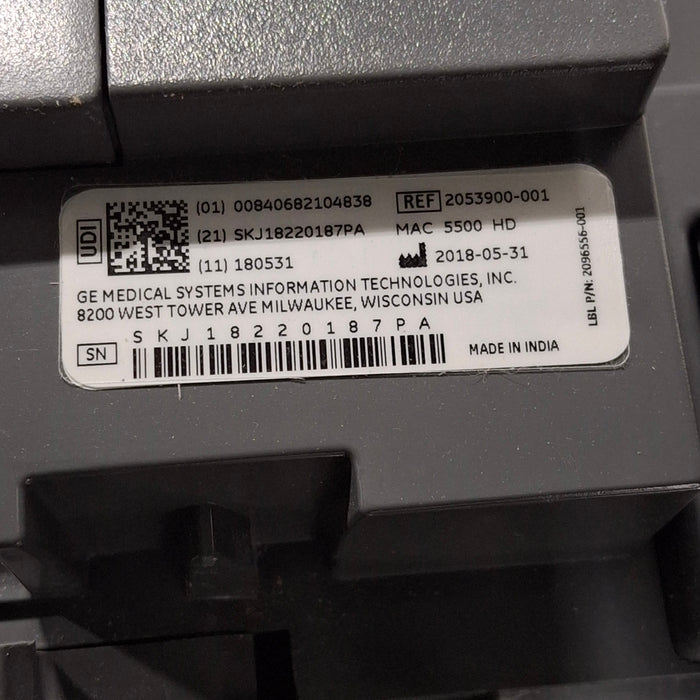 UDI
(01) 00840682104838
REF 2053900-001
(21) SKJ18220187PA
MAC 5500 HD
(11) 180531
2018-05-31
GE MEDICAL SYSTEMS INFORMATION TECHNOLOGIES, INC.
8200 WEST TOWER AVE MILWAUKEE, WISCONSIN USA
SKJ18220187PA
SN
MADE IN INDIA
LBL P/N: 2096556-001